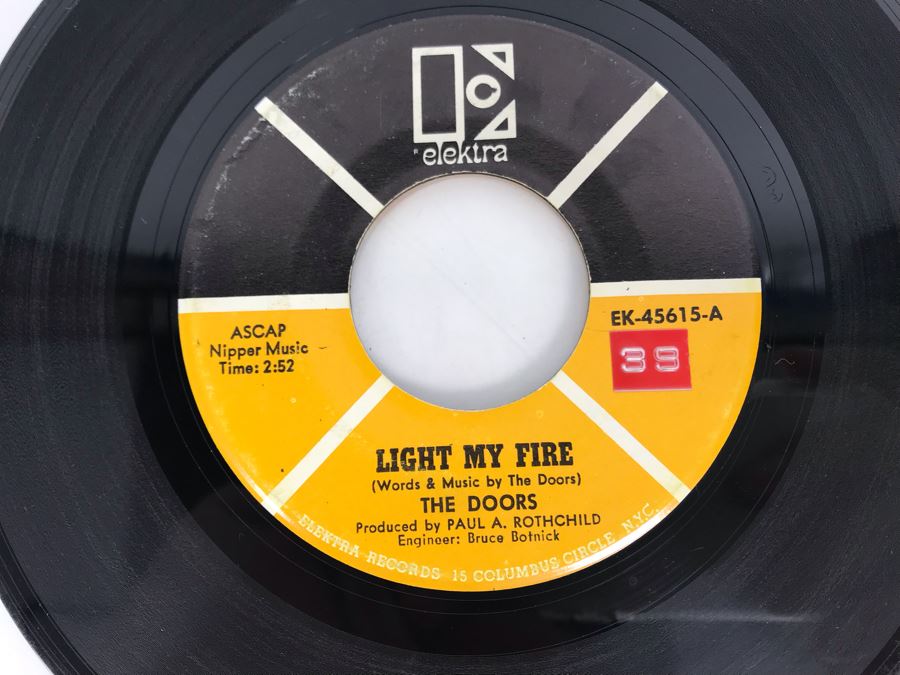 elektra
ASCAP
Nipper Music
Time: 2:52
EK-45615-A
39
LIGHT MY FIRE
(Words & Music by The Doors)
THE DOORS
Produced by PAUL A. ROTHCHILD
Engineer: Bruce Botnick
ELEKTRA RECORDS 15 COLUMBUS CIRCLE, N.Y.C.